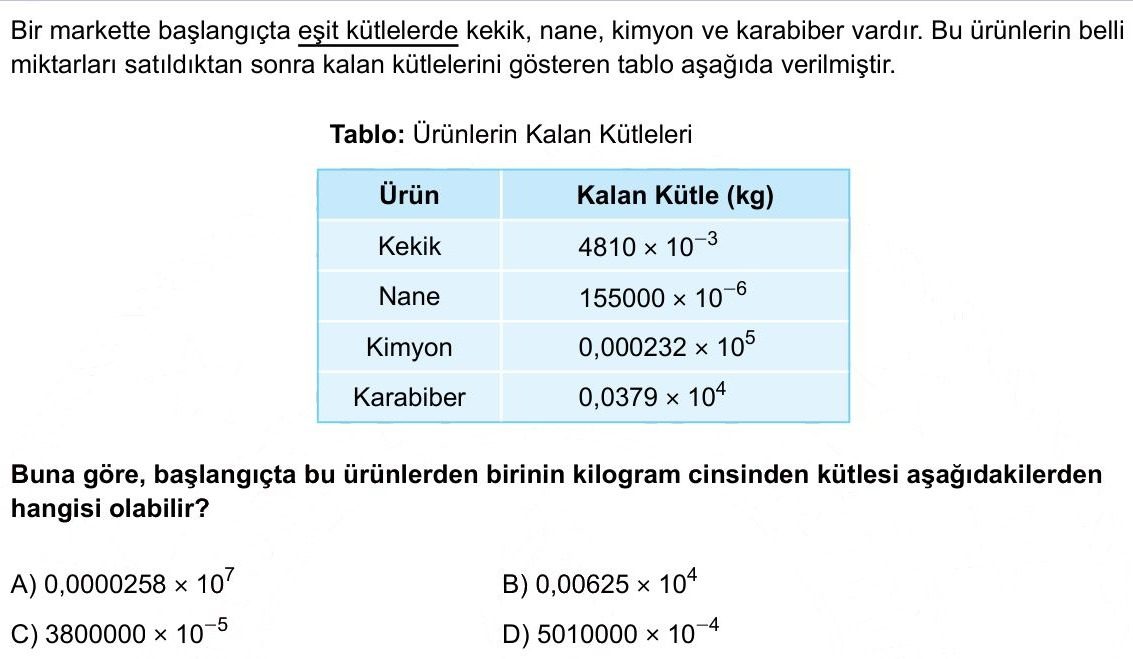 Bir markette başlangıçta eşit kütlelerde kekik, nane, kimyon ve karabiber vardır. Bu ürünlerin belli
miktarları satıldıktan sonra kalan kütlelerini gösteren tablo aşağıda verilmiştir.
Tablo: Ürünlerin Kalan Kütleleri
Ürün Kalan Kütle (kg)
Kekik 4810 × 10⁻³
Nane 155000 × 10⁻⁶
Kimyon 0,000232 × 10⁵
Karabiber 0,0379 × 10⁴
Buna göre, başlangıçta bu ürünlerden birinin kilogram cinsinden kütlesi aşağıdakilerden
hangisi olabilir?
A) 0,0000258 × 10⁷ B) 0,00625 × 10⁴
C) 3800000 × 10⁻⁵ D) 5010000 × 10⁻⁴